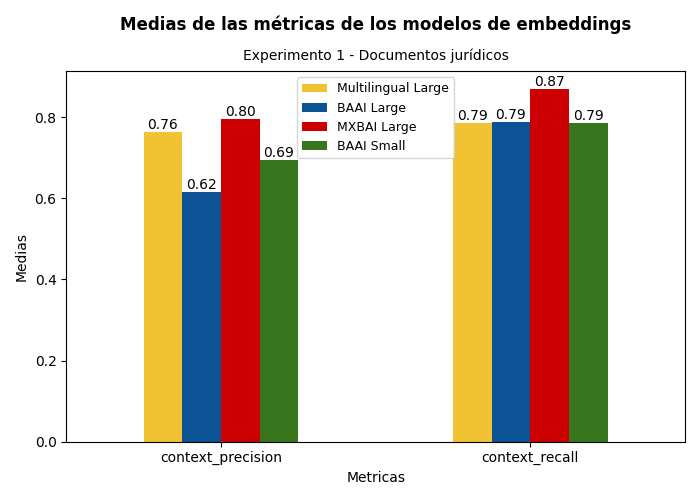 Medias de las métricas de los modelos de embeddings
Experimento 1 - Documentos jurídicos
Multilingual Large
BAAI Large
MXBAI Large
BAAI Small
0.76
0.62
0.80
0.69
0.79
0.79
0.87
0.79
Medias
0.8
0.6
0.4
0.2
0.0
context_precision
context_recall
Metricas